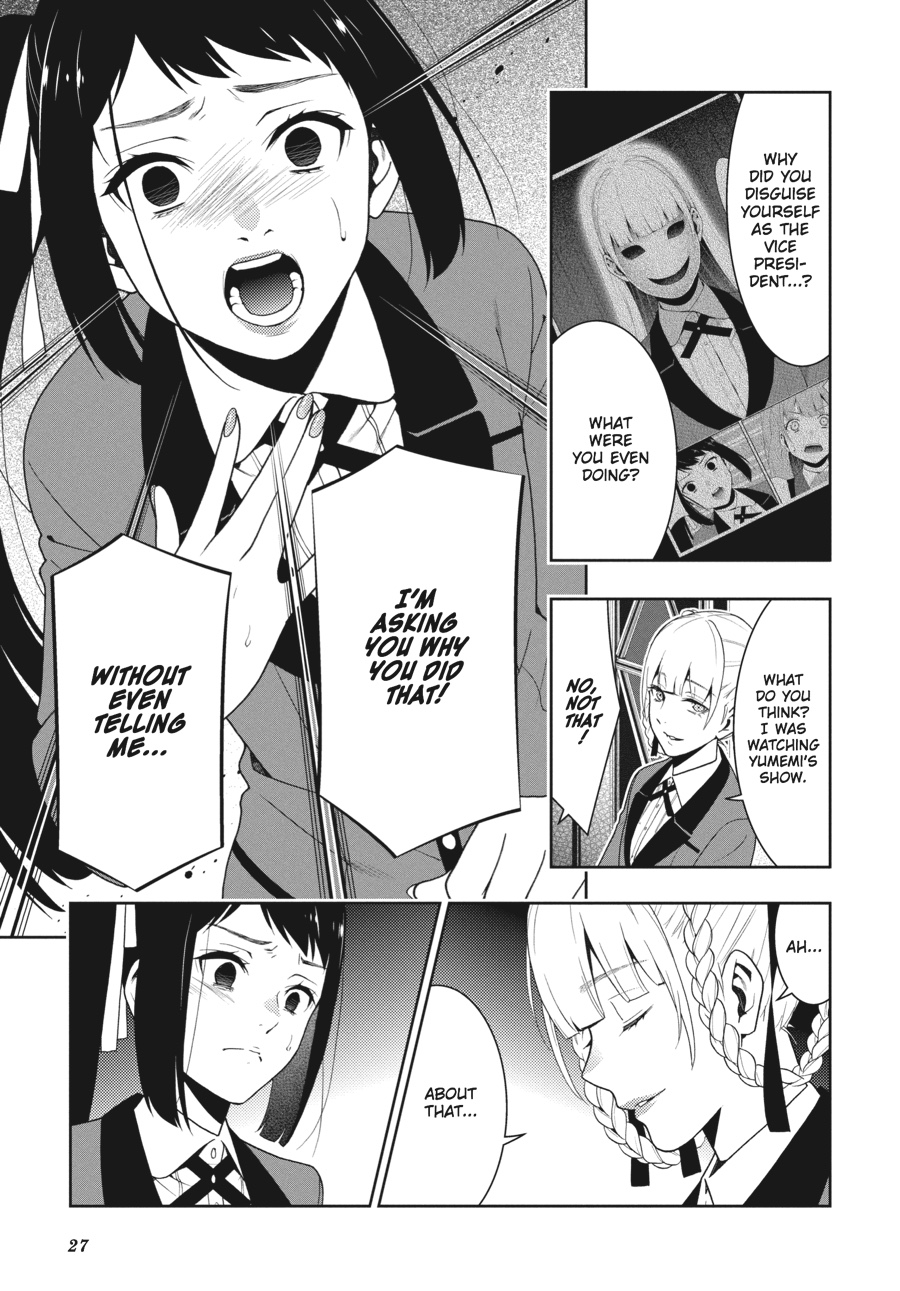 WHY
DID YOU
DISGUISE
YOURSELF
AS THE
VICE
PRESI-
DENT...?
WHAT
WERE
YOU EVEN
DOING?
WHAT
DO YOU
THINK?
I WAS
WATCHING
YUMEMI'S
SHOW.
NO,
NOT
THAT
!
I'M
ASKING
YOU WHY
YOU DID
THAT!
WITHOUT
EVEN
TELLING
ME...
AH...
ABOUT
THAT...
27